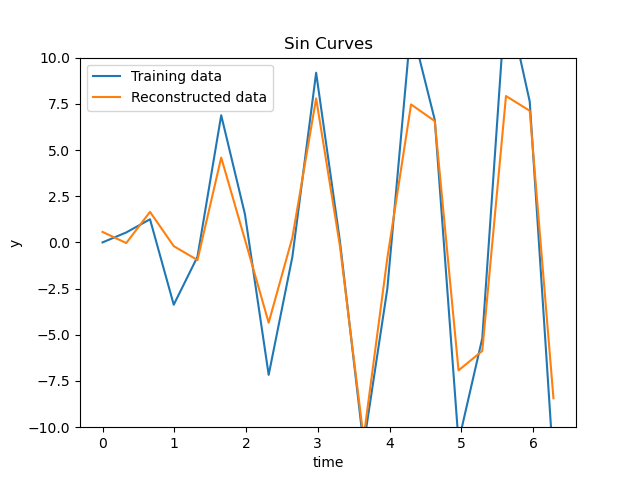 Sin Curves
Training data
Reconstructed data
10.0
7.5
5.0
2.5
0.0
−2.5
−5.0
−7.5
−10.0
y
0 1 2 3 4 5 6
time